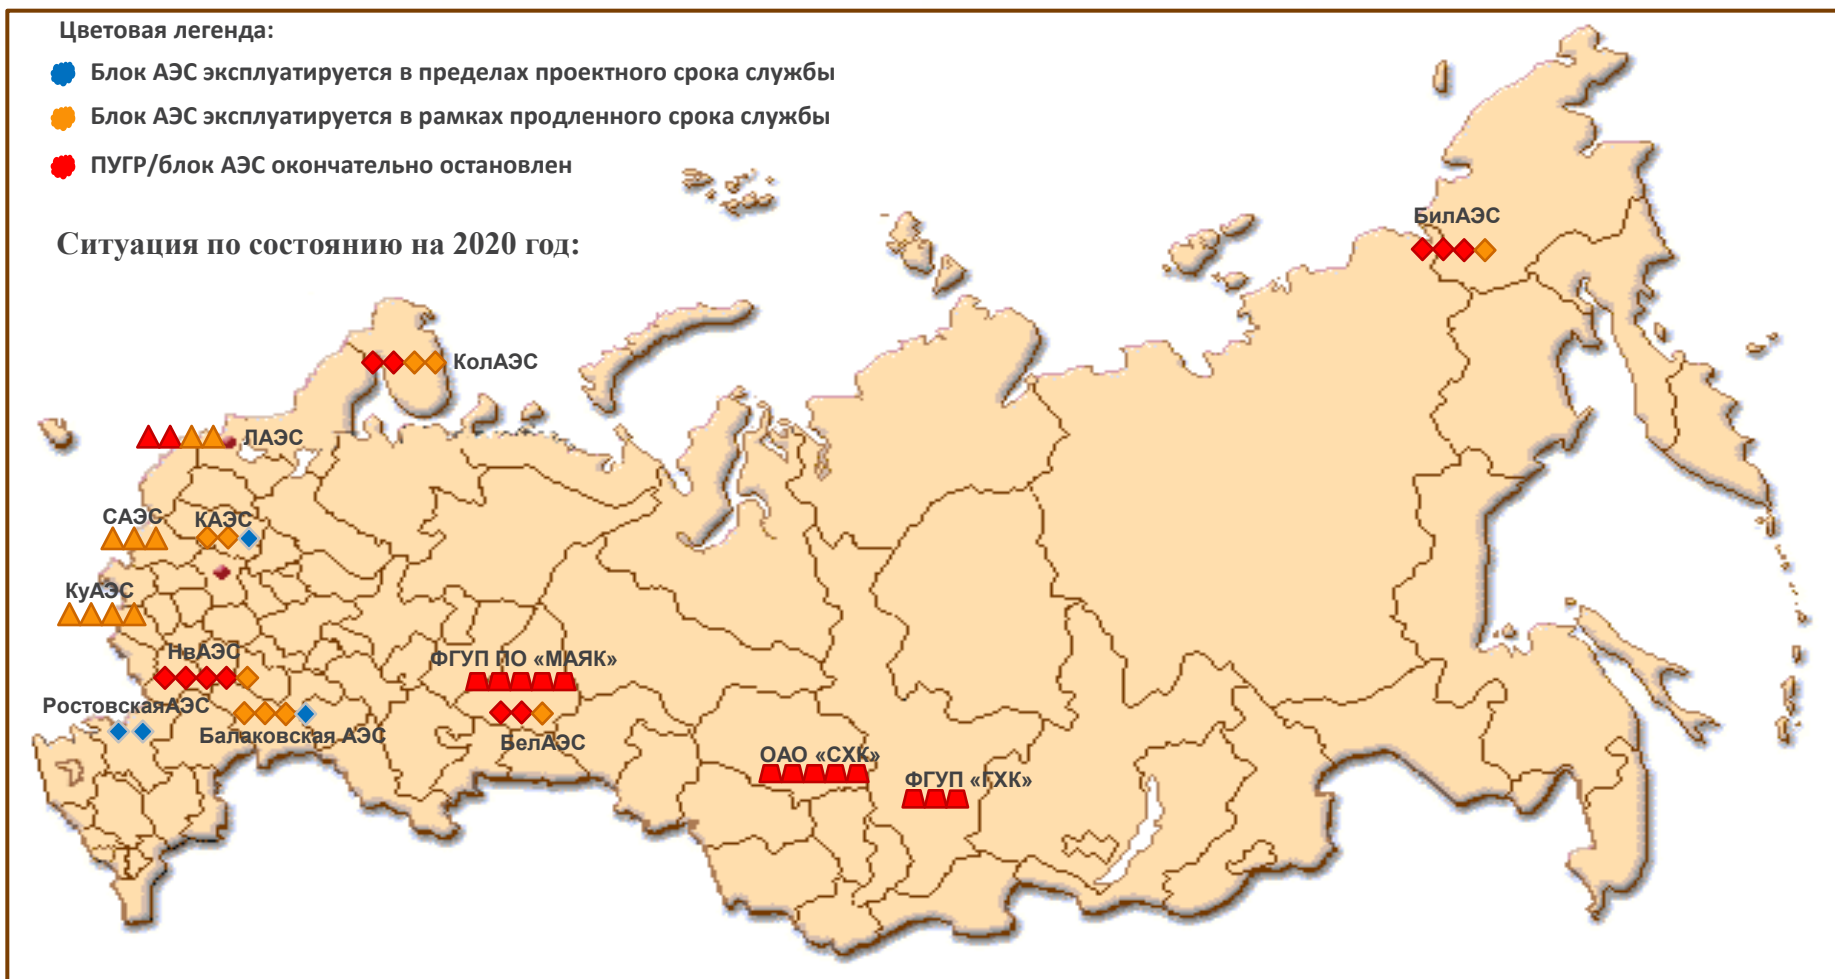 Цветовая легенда:
Блок АЭС эксплуатируется в пределах проектного срока службы
Блок АЭС эксплуатируется в рамках продленного срока службы
ПУГР/блок АЭС окончательно остановлен
Ситуация по состоянию на 2020 год:
БилАЭС
КолАЭС
ЛАЭС
САЭС
КАЭС
КуАЭС
НвАЭС
ФГУП ПО «МАЯК»
РостовскаяАЭС
Балаковская АЭС
БелАЭС
ОАО «СХК»
ФГУП «ГХК»